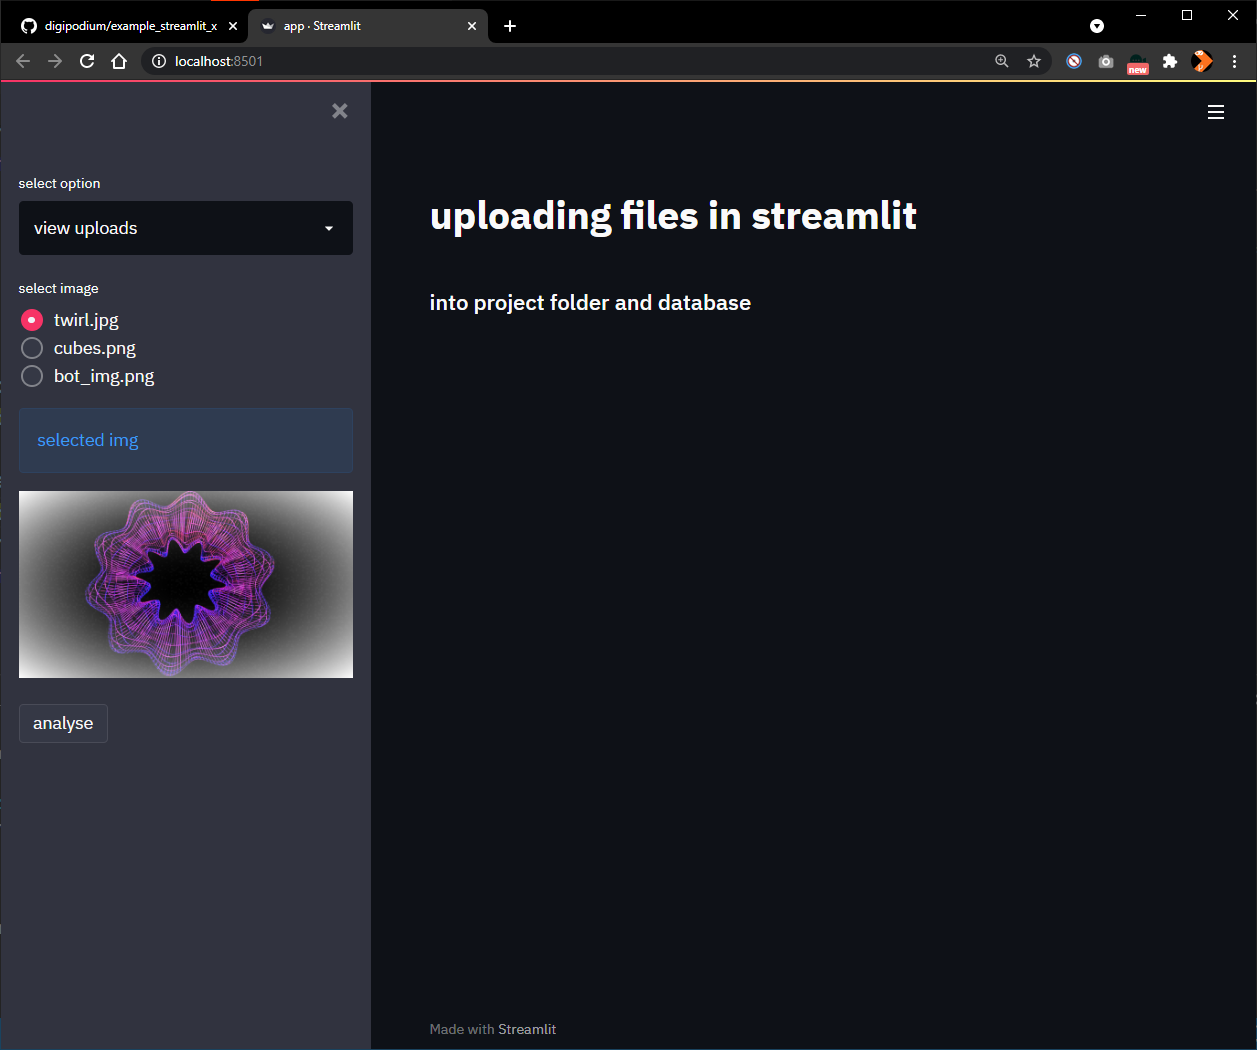 digipodium/example_streamlit_x
app · Streamlit
localhost:8501
new
select option
view uploads
select image
twirl.jpg
cubes.png
bot_img.png
selected img
analyse
uploading files in streamlit
into project folder and database
Made with Streamlit